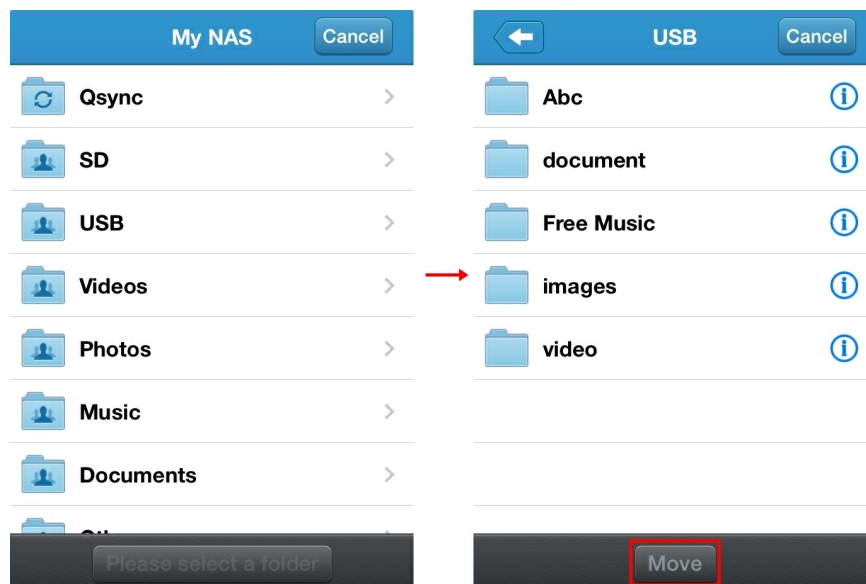 My NAS
Cancel
Qsync
SD
USB
Videos
Photos
Music
Documents
Please select a folder
USB
Cancel
Abc
document
Free Music
images
video
Move